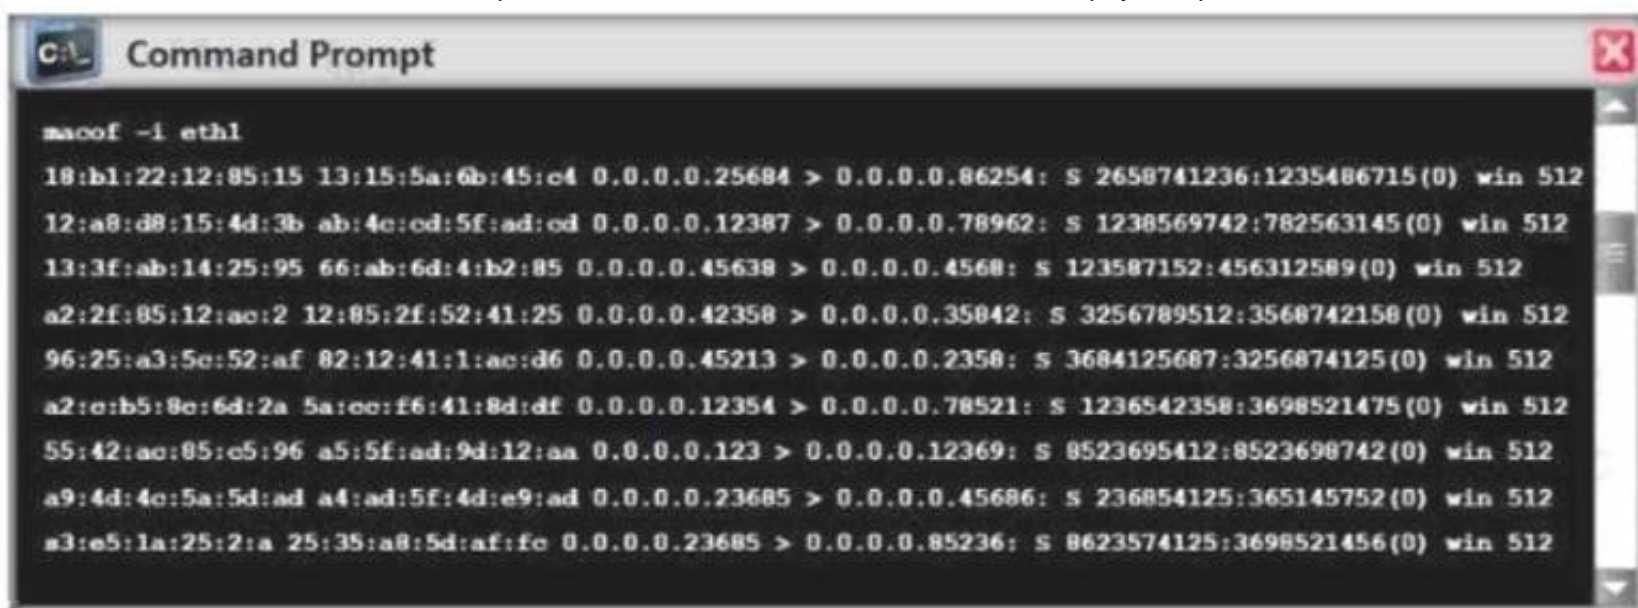 C:\_
Command Prompt
macof -i eth1
18:b1:22:12:85:15 13:15:5a:6b:45:c4 0.0.0.0.25684 > 0.0.0.0.86254: S 2658741236:1235486715(0) win 512
12:a8:d8:15:4d:3b ab:4c:cd:5f:ad:cd 0.0.0.0.12387 > 0.0.0.0.78962: S 1238569742:782563145(0) win 512
13:3f:ab:14:25:95 66:ab:6d:4:b2:85 0.0.0.0.45638 > 0.0.0.0.4568: S 123587152:456312589(0) win 512
a2:2f:85:12:ac:2 12:85:2f:52:41:25 0.0.0.0.42358 > 0.0.0.0.35842: S 3256789512:3568742158(0) win 512
96:25:a3:5c:52:af 82:12:41:1:ac:d6 0.0.0.0.45213 > 0.0.0.0.2358: S 3684125687:3256874125(0) win 512
a2:c:b5:8c:6d:2a 5a:cc:f6:41:8d:df 0.0.0.0.12354 > 0.0.0.0.78521: S 1236542358:3698521475(0) win 512
55:42:ac:85:c5:96 a5:5f:ad:9d:12:aa 0.0.0.0.123 > 0.0.0.0.12369: S 8523695412:8523698742(0) win 512
a9:4d:4c:5a:5d:ad a4:ad:5f:4d:e9:ad 0.0.0.0.23685 > 0.0.0.0.45686: S 236854125:365145752(0) win 512
s3:e5:1a:25:2:a 25:35:a8:5d:af:fc 0.0.0.0.23685 > 0.0.0.0.85236: S 8623574125:3698521456(0) win 512